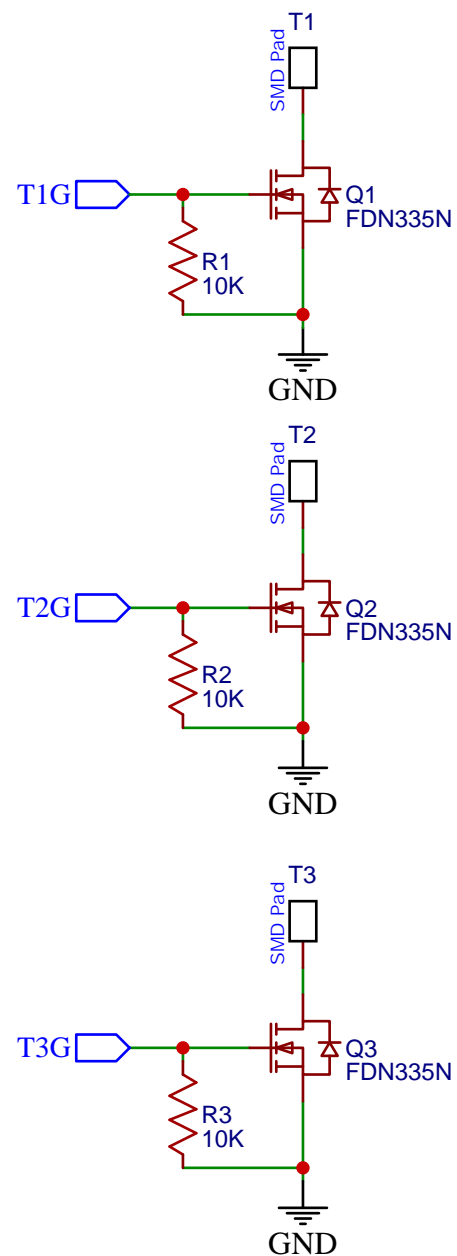 T1
SMD Pad
T1G
Q1
FDN335N
R1
10K
GND
T2
SMD Pad
T2G
Q2
FDN335N
R2
10K
GND
T3
SMD Pad
T3G
Q3
FDN335N
R3
10K
GND